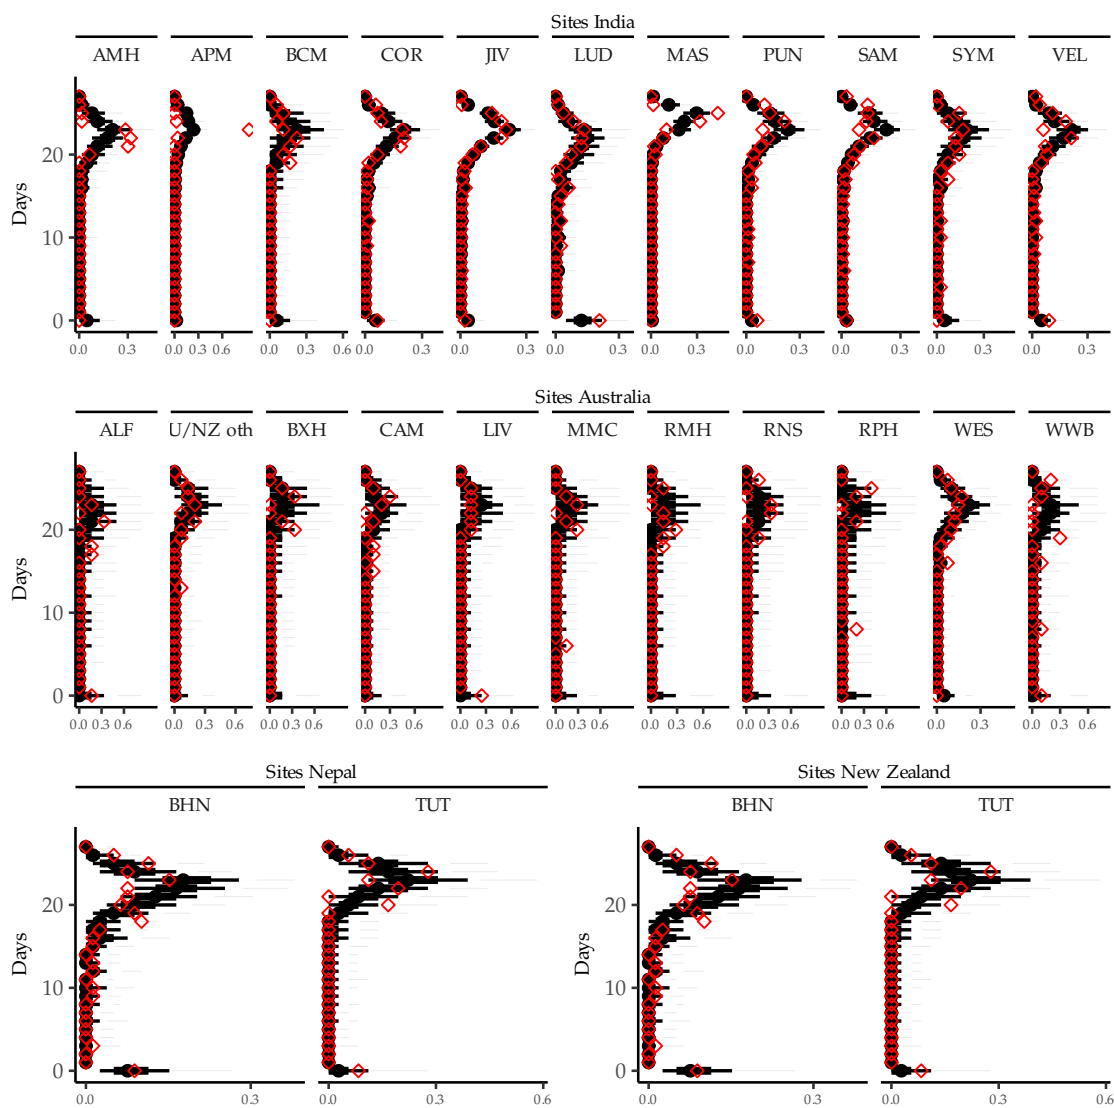 Sites India
AMH APM BCM COR JIV LUD MAS PUN SAM SYM VEL
20
10
0
Days
0.0 0.3 0.0 0.3 0.6 0.0 0.3 0.6 0.0 0.3 0.0 0.3 0.0 0.3 0.0 0.3 0.0 0.3 0.0 0.3 0.0 0.3 0.0 0.3
Sites Australia
ALF U/NZ oth BXH CAM LIV MMC RMH RNS RPH WES WWB
20
10
0
Days
0.0 0.3 0.6 0.0 0.3 0.6 0.0 0.3 0.6 0.0 0.3 0.6 0.0 0.3 0.6 0.0 0.3 0.6 0.0 0.3 0.6 0.0 0.3 0.6 0.0 0.3 0.6 0.0 0.3 0.0 0.3 0.6
Sites Nepal Sites New Zealand
BHN TUT BHN TUT
20 20
10 10
0 0
Days Days
0.0 0.3 0.0 0.3 0.6 0.0 0.3 0.0 0.3 0.6